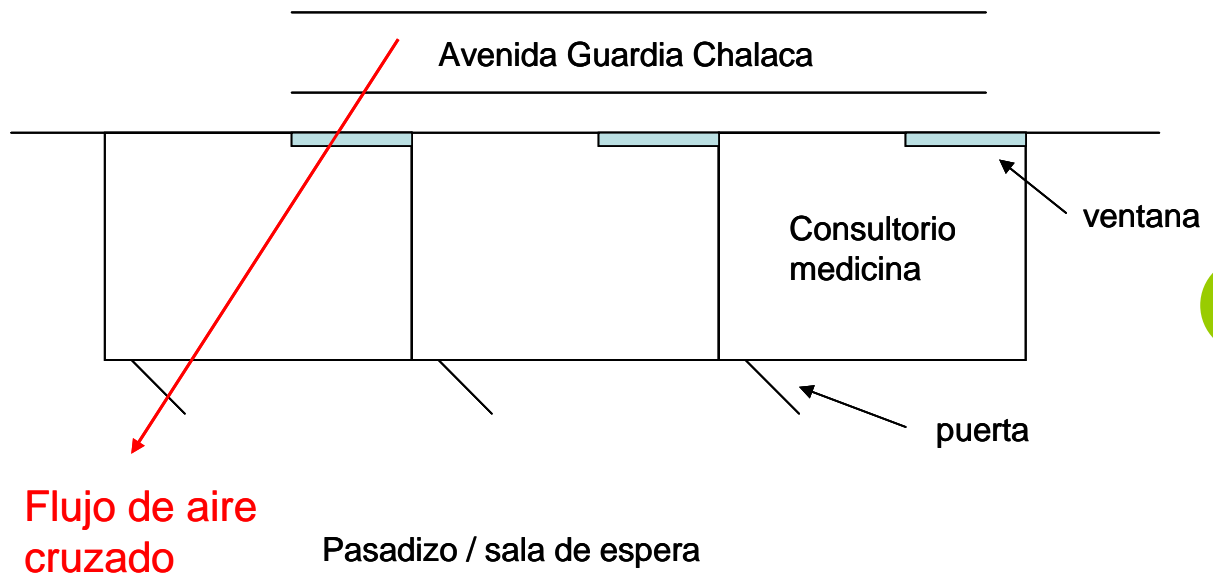 Avenida Guardia Chalaca
ventana
Consultorio
medicina
puerta
Flujo de aire
cruzado
Pasadizo / sala de espera